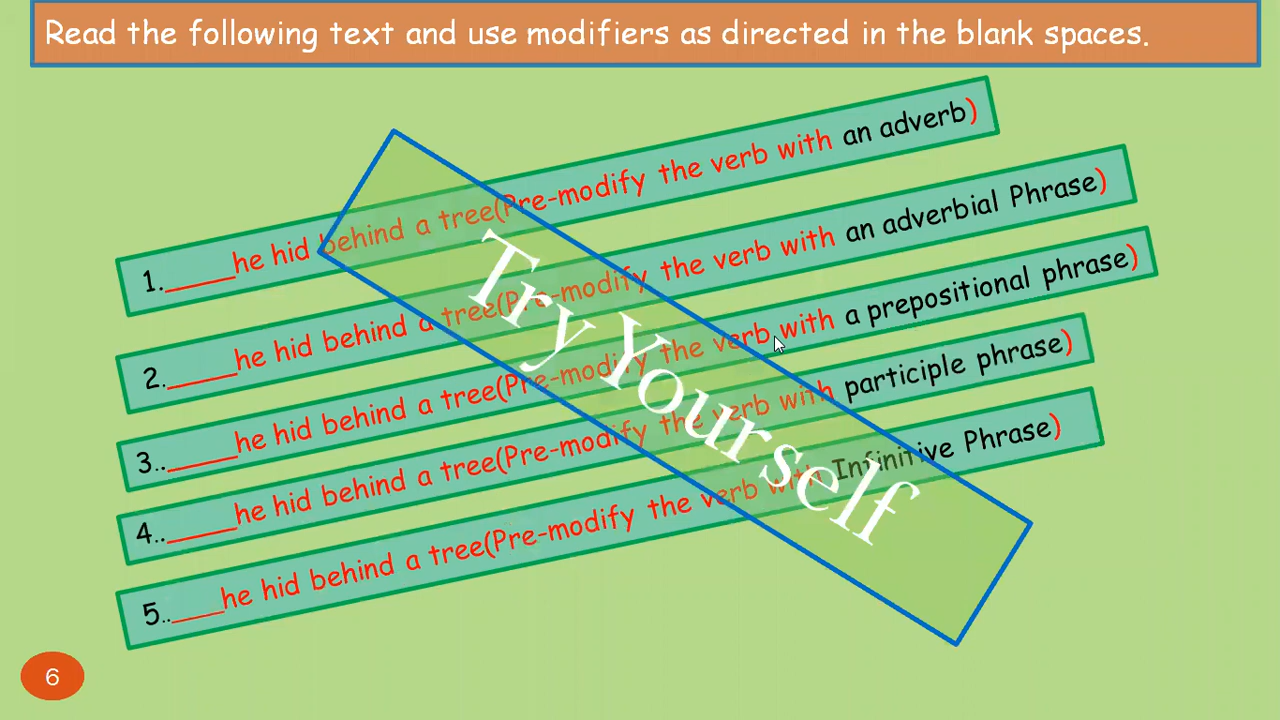 Read the following text and use modifiers as directed in the blank spaces.
1._____he hid behind a tree(Pre-modify the verb with an adverb)
2._____he hid behind a tree(Pre-modify the verb with an adverbial Phrase)
3.._____he hid behind a tree(Pre-modify the verb with a prepositional phrase)
4.._____he hid behind a tree(Pre-modify the verb with participle phrase)
5..____he hid behind a tree(Pre-modify the verb with Infinitive Phrase)
Try Yourself
6